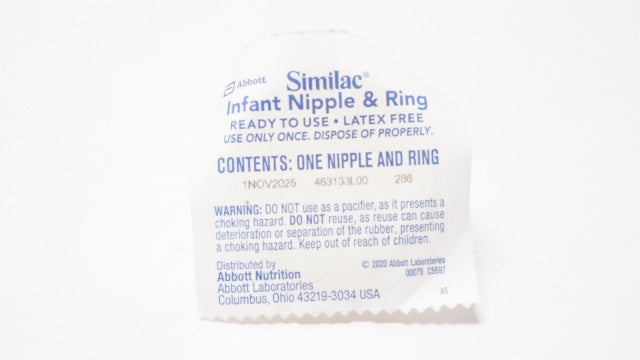 Abbott
Similac®
Infant Nipple & Ring
READY TO USE • LATEX FREE
USE ONLY ONCE. DISPOSE OF PROPERLY.
CONTENTS: ONE NIPPLE AND RING
1NOV2025 463133L00 286
WARNING: DO NOT use as a pacifier, as it presents a
choking hazard. DO NOT reuse, as reuse can cause
deterioration or separation of the rubber, presenting
a choking hazard. Keep out of reach of children.
Distributed by
Abbott Nutrition
Abbott Laboratories
Columbus, Ohio 43219-3034 USA
© 2020 Abbott Laboratories
00079 C5697
A5